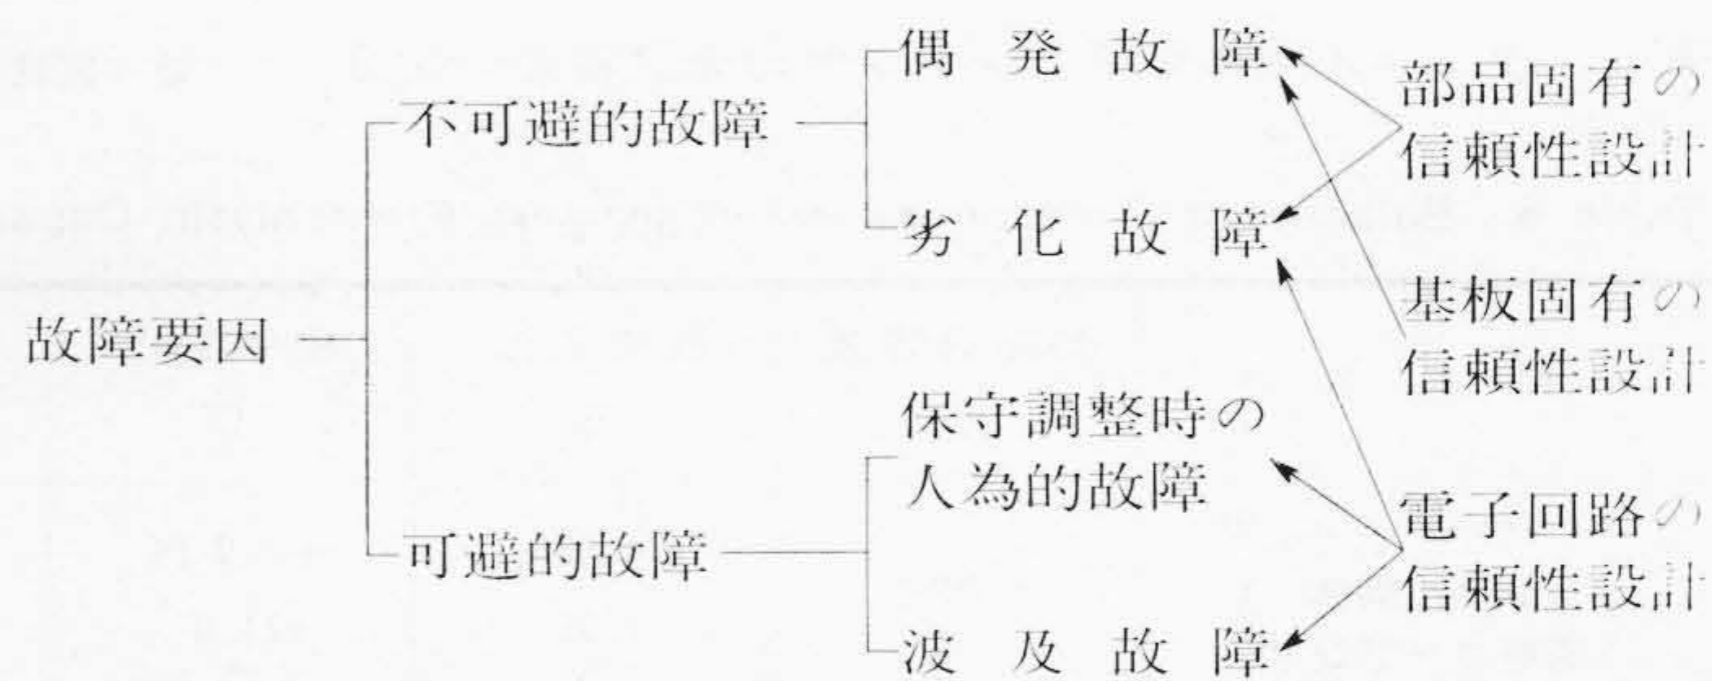 故障要因
不可避的故障
可避的故障
偶発故障
劣化故障
保守調整時の
人為的故障
波及故障
部品固有の
信頼性設計
基板固有の
信頼性設計
電子回路の
信頼性設計